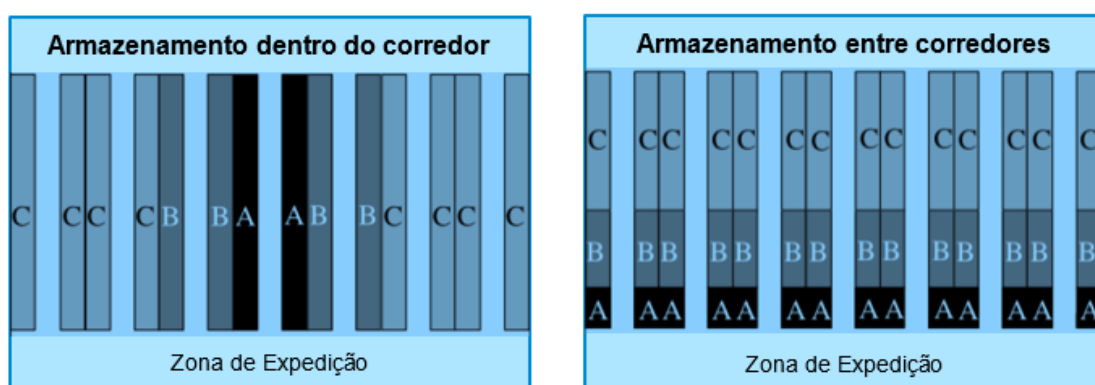 Armazenamento dentro do corredor
C CC CB BA AB BC CC C
Zona de Expedição
Armazenamento entre corredores
C CC CC CC CC CC CC C
B BB BB BB BB BB BB B
A AA AA AA AA AA AA A
Zona de Expedição